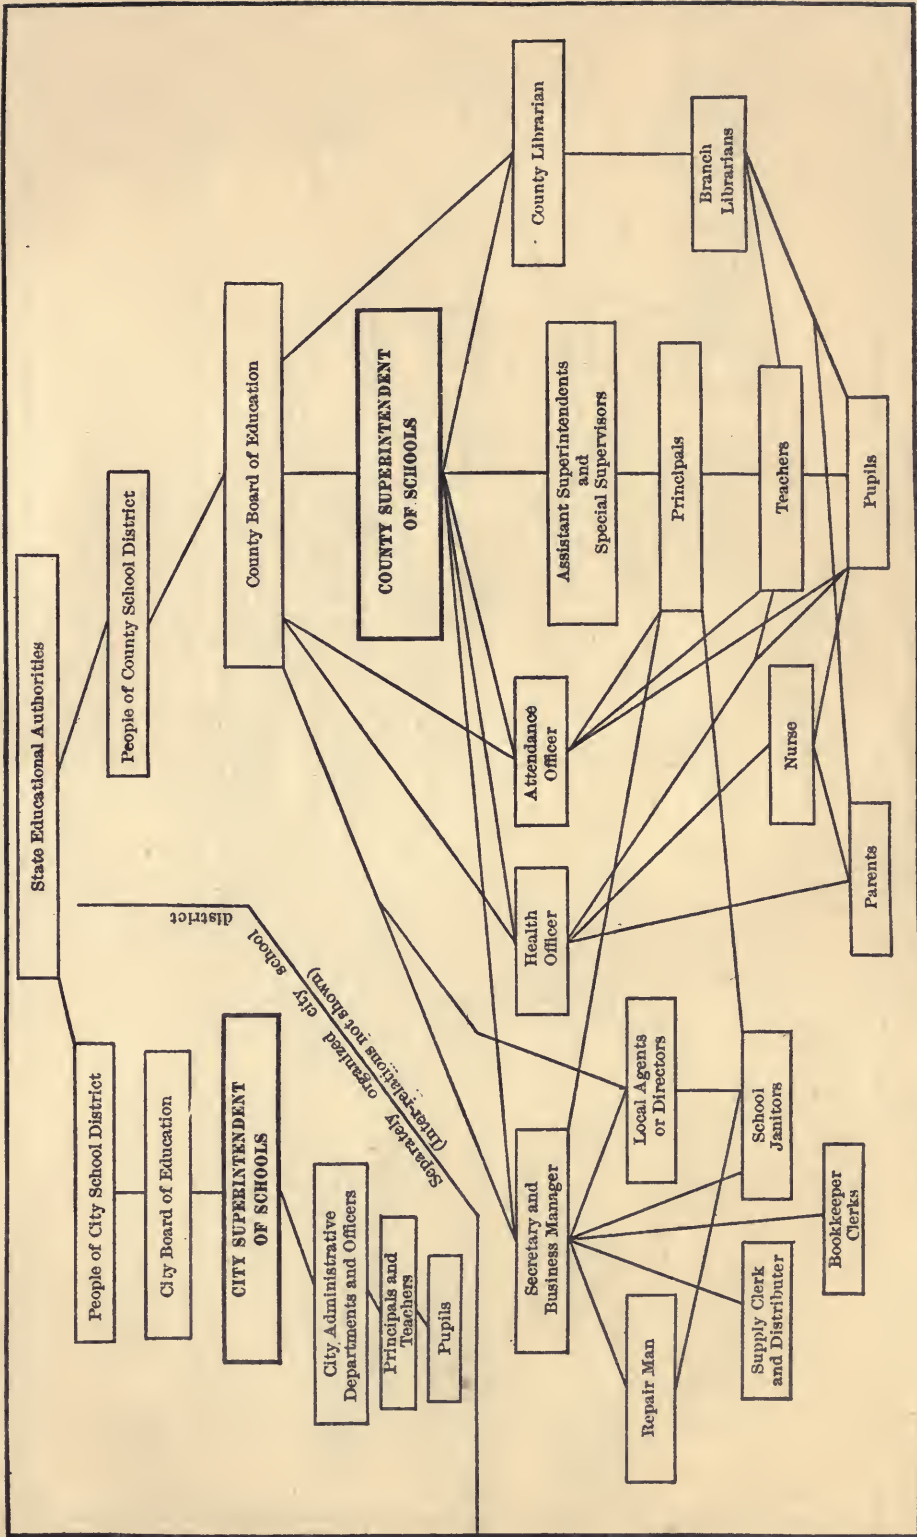 State Educational Authorities
People of City School District
People of County School District
City Board of Education
County Board of Education
CITY SUPERINTENDENT
OF SCHOOLS
COUNTY SUPERINTENDENT
OF SCHOOLS
Separately organized city school district
(Inter-relations not shown)
City Administrative
Departments and Officers
Principals and
Teachers
Pupils
Secretary and
Business Manager
Health
Officer
Attendance
Officer
Assistant Superintendents
and
Special Supervisors
County Librarian
Repair Man
Local Agents
or Directors
Principals
Branch
Librarians
Supply Clerk
and Distributer
School
Janitors
Nurse
Teachers
Bookkeeper
Clerks
Parents
Pupils